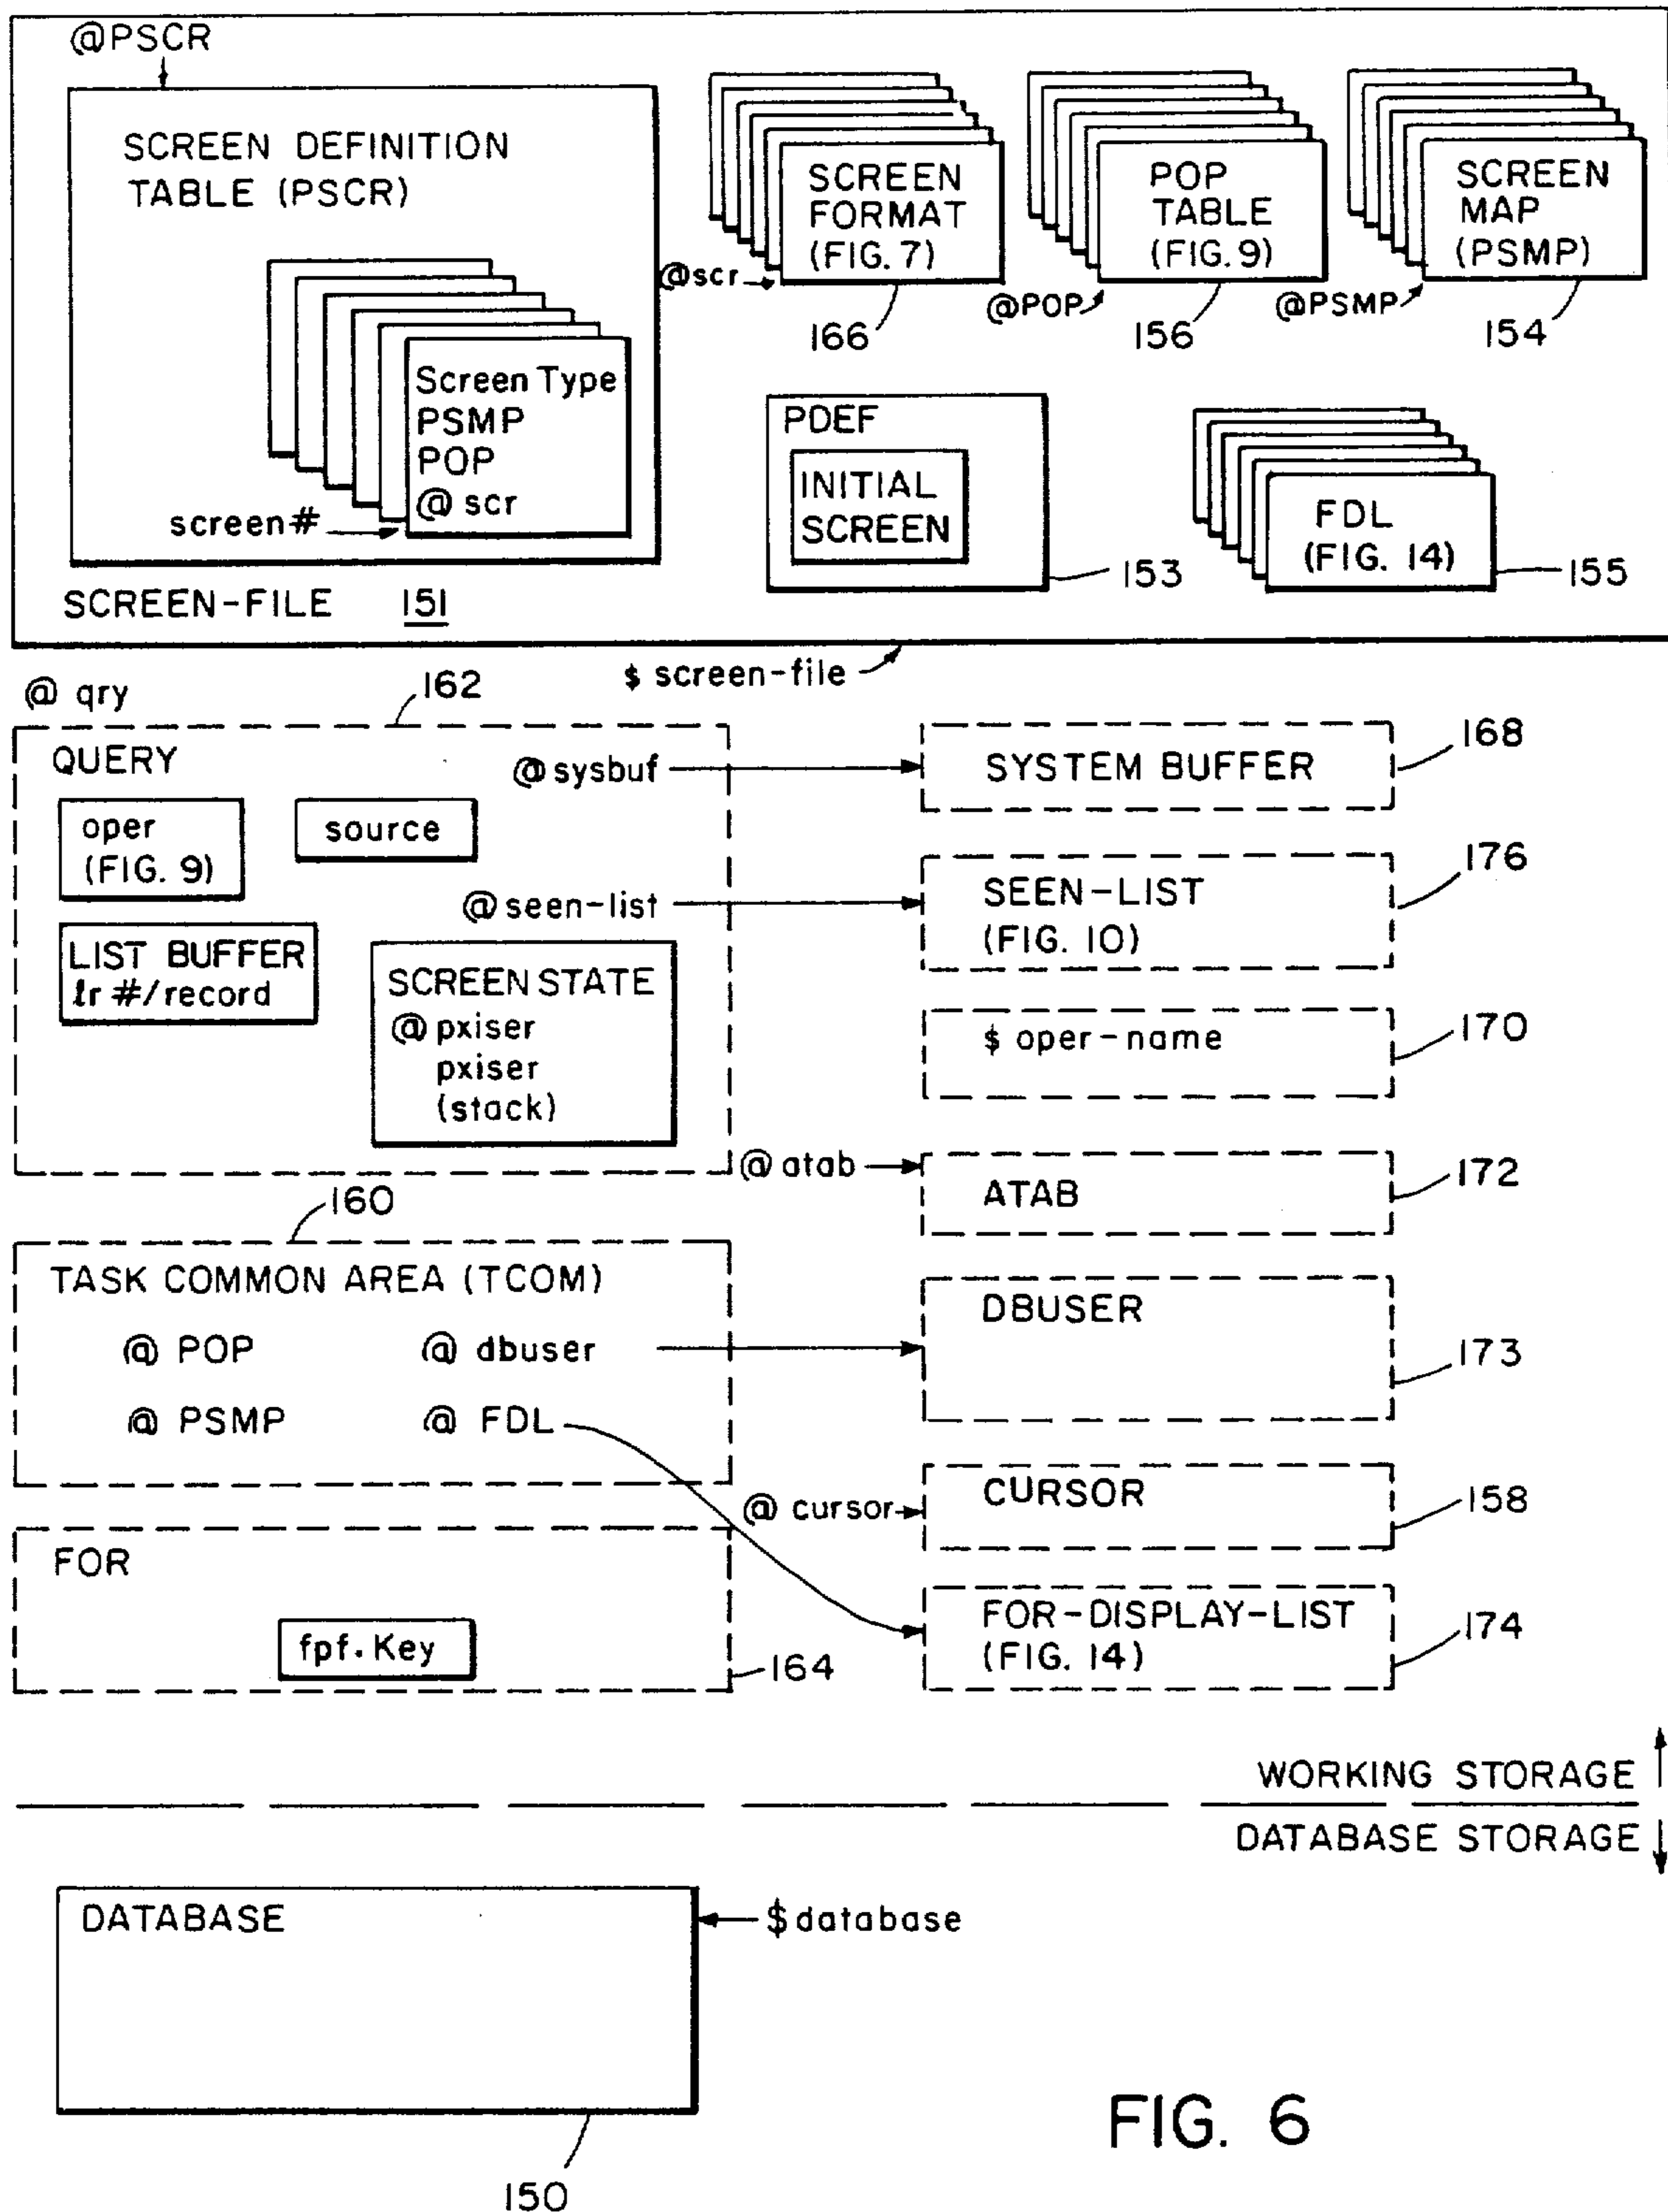 @PSCR
SCREEN DEFINITION
TABLE (PSCR)
Screen Type
PSMP
POP
@ scr
screen#
SCREEN-FILE 151
SCREEN
FORMAT
(FIG. 7)
@scr
166
POP
TABLE
(FIG. 9)
@POP
156
SCREEN
MAP
(PSMP)
@PSMP
154
PDEF
INITIAL
SCREEN
153
FDL
(FIG. 14)
155
$ screen-file
@ qry
162
QUERY
@sysbuf
oper
(FIG. 9)
source
@ seen-list
LIST BUFFER
lr #/record
SCREEN STATE
@ pxiser
pxiser
(stack)
SYSTEM BUFFER
168
SEEN-LIST
(FIG. 10)
176
$ oper-name
170
@ atab
ATAB
172
160
TASK COMMON AREA (TCOM)
@ POP
@ dbuser
@ PSMP
@ FDL
DBUSER
173
@ cursor
CURSOR
158
FOR
fpf.Key
164
FOR-DISPLAY-LIST
(FIG. 14)
174
WORKING STORAGE
DATABASE STORAGE
DATABASE
$database
150
FIG. 6